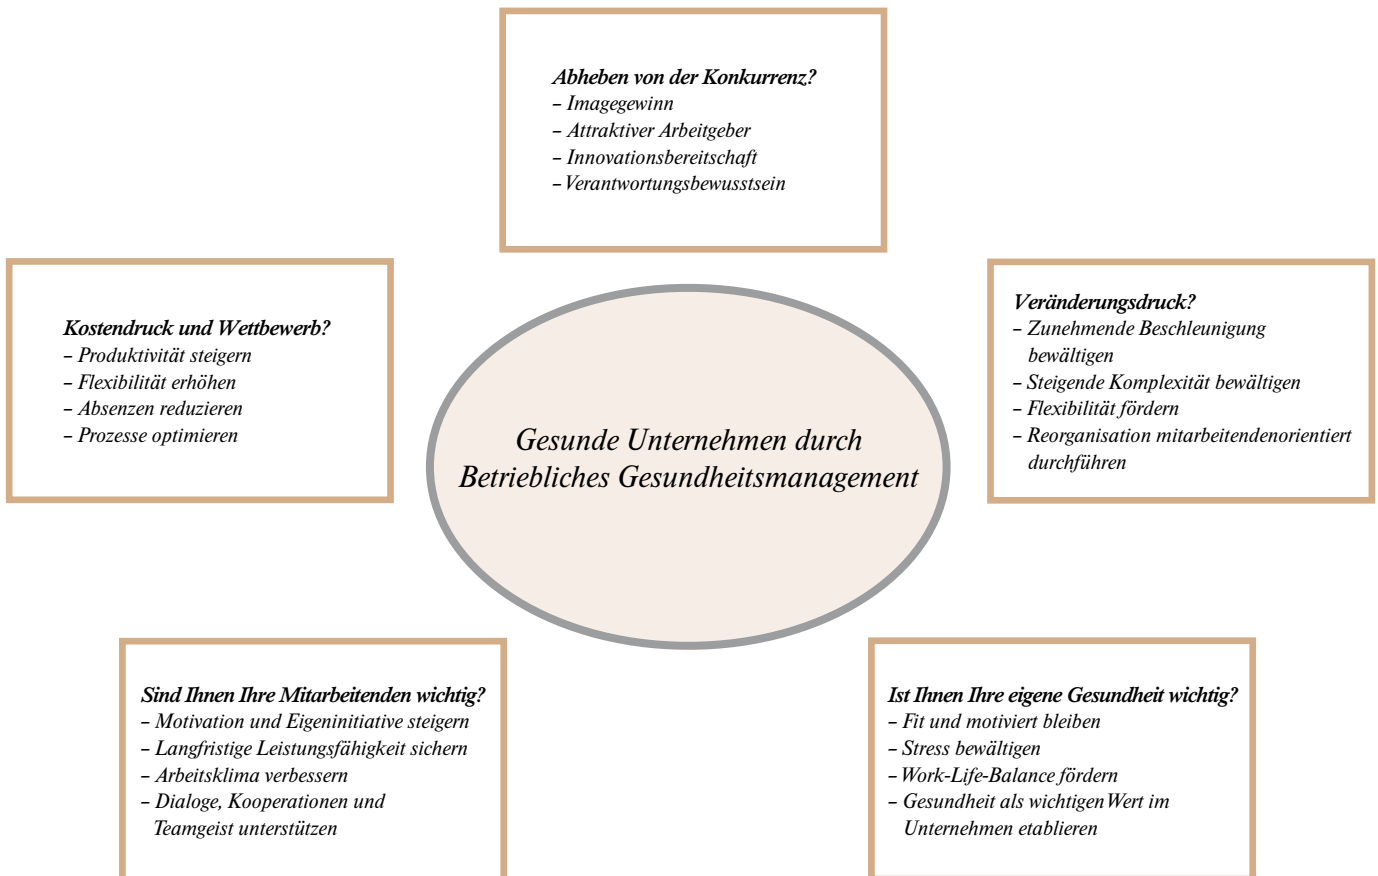 Abheben von der Konkurrenz?
– Imagegewinn
– Attraktiver Arbeitgeber
– Innovationsbereitschaft
– Verantwortungsbewusstsein
Kostendruck und Wettbewerb?
– Produktivität steigern
– Flexibilität erhöhen
– Absenzen reduzieren
– Prozesse optimieren
Veränderungsdruck?
– Zunehmende Beschleunigung
bewältigen
– Steigende Komplexität bewältigen
– Flexibilität fördern
– Reorganisation mitarbeitendenorientiert
durchführen
Gesunde Unternehmen durch
Betriebliches Gesundheitsmanagement
Sind Ihnen Ihre Mitarbeitenden wichtig?
– Motivation und Eigeninitiative steigern
– Langfristige Leistungsfähigkeit sichern
– Arbeitsklima verbessern
– Dialoge, Kooperationen und
Teamgeist unterstützen
Ist Ihnen Ihre eigene Gesundheit wichtig?
– Fit und motiviert bleiben
– Stress bewältigen
– Work-Life-Balance fördern
– Gesundheit als wichtigen Wert im
Unternehmen etablieren